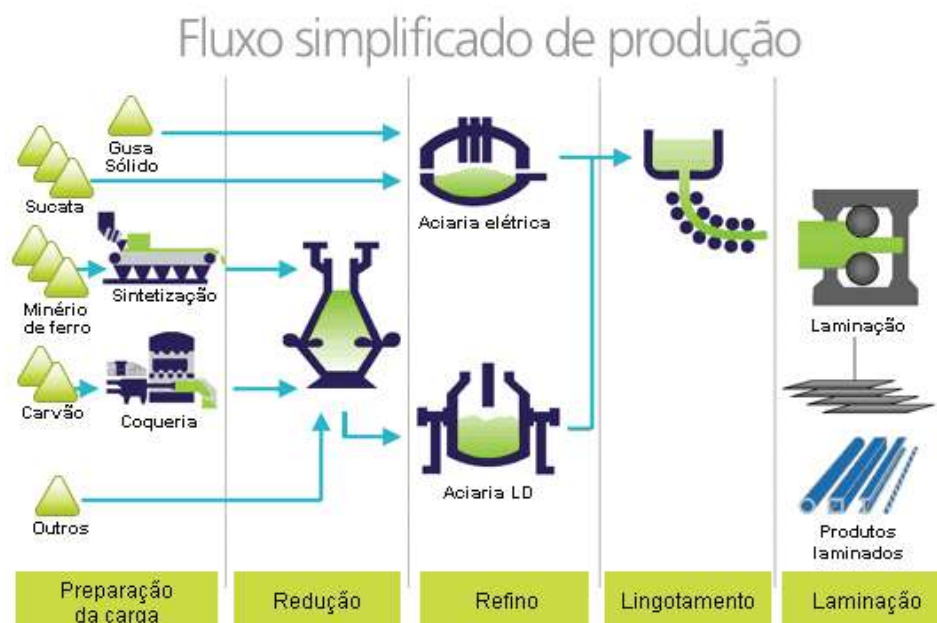 Fluxo simplificado de produção
Gusa
Sólido
Sucata
Aciaria elétrica
Minério
de ferro
Sintetização
Laminação
Carvão
Coqueria
Aciaria LD
Outros
Produtos
laminados
Preparação
da carga
Redução
Refino
Lingotamento
Laminação